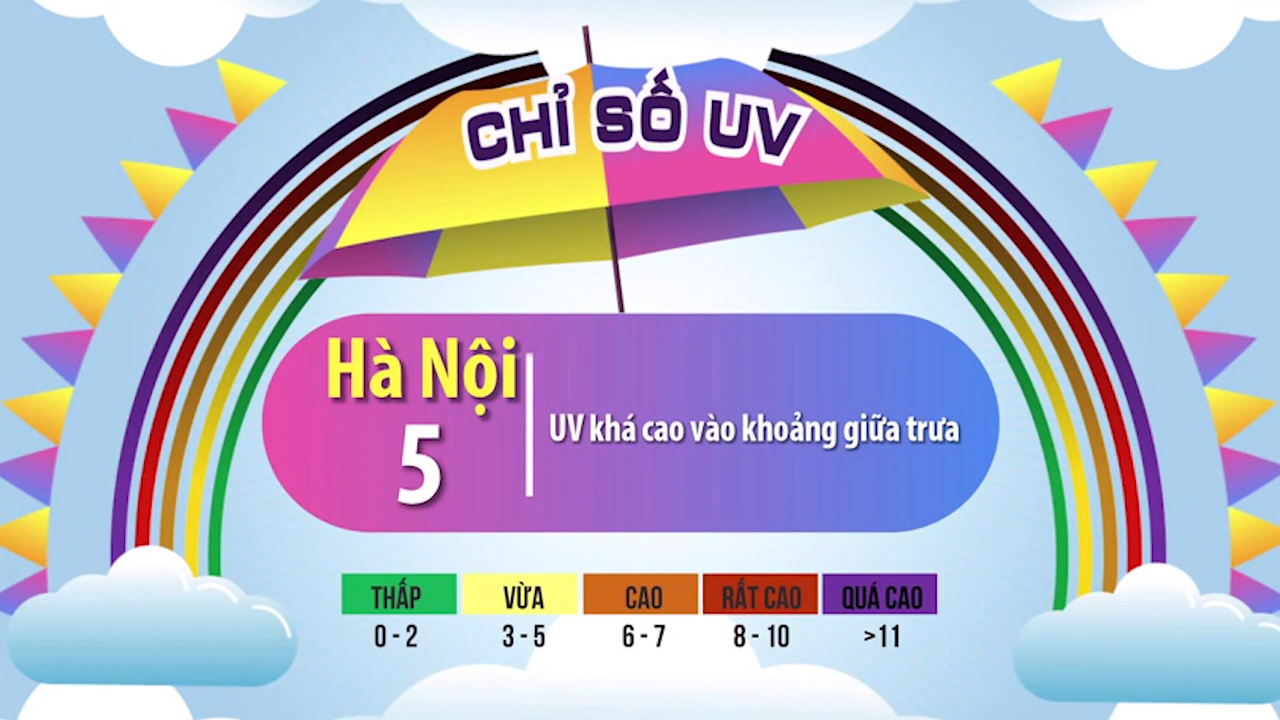 CHỈ SỐ UV
Hà Nội
5
UV khá cao vào khoảng giữa trưa
THẤP VỪA CAO RẤT CAO QUÁ CAO
0 - 2 3 - 5 6 - 7 8 - 10 >11